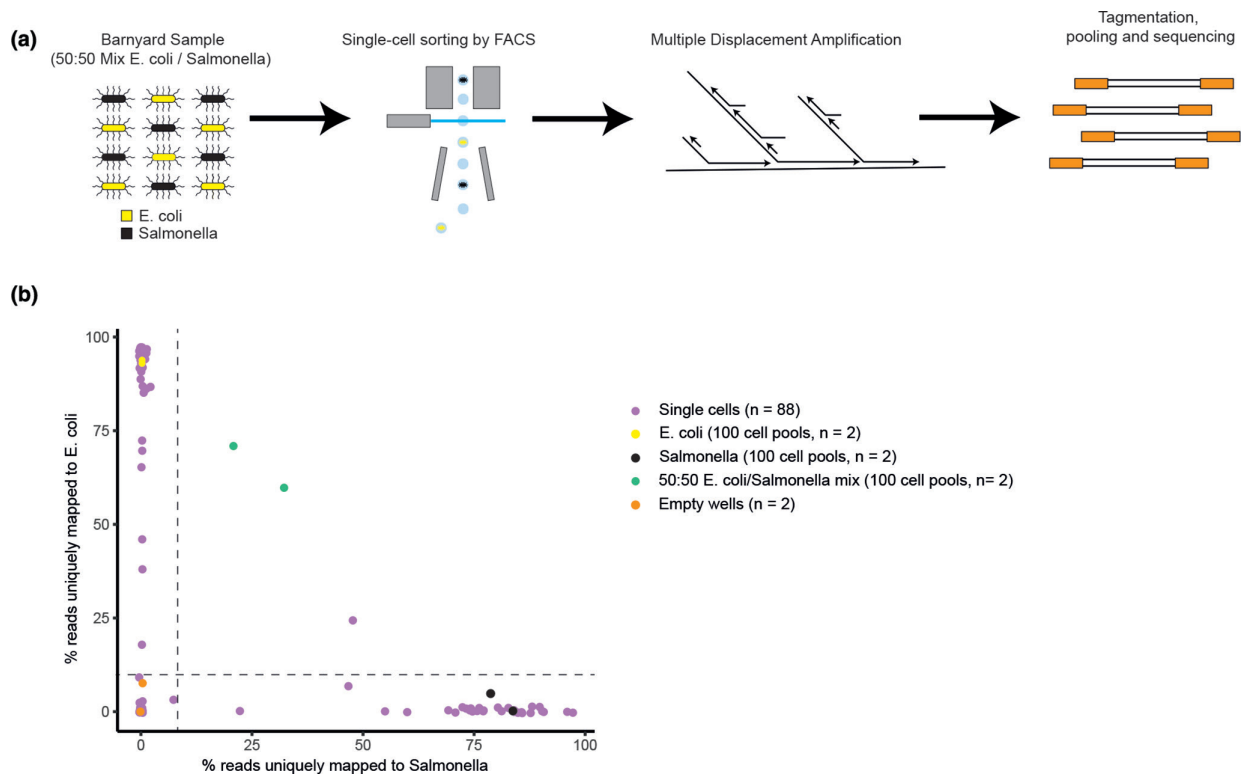 (a)
Barnyard Sample
(50:50 Mix E. coli / Salmonella)
Single-cell sorting by FACS
Multiple Displacement Amplification
Tagmentation,
pooling and sequencing
E. coli
Salmonella
(b)
% reads uniquely mapped to E. coli
100
75
50
25
0
0
25
50
75
100
% reads uniquely mapped to Salmonella
Single cells (n = 88)
E. coli (100 cell pools, n = 2)
Salmonella (100 cell pools, n = 2)
50:50 E. coli/Salmonella mix (100 cell pools, n= 2)
Empty wells (n = 2)